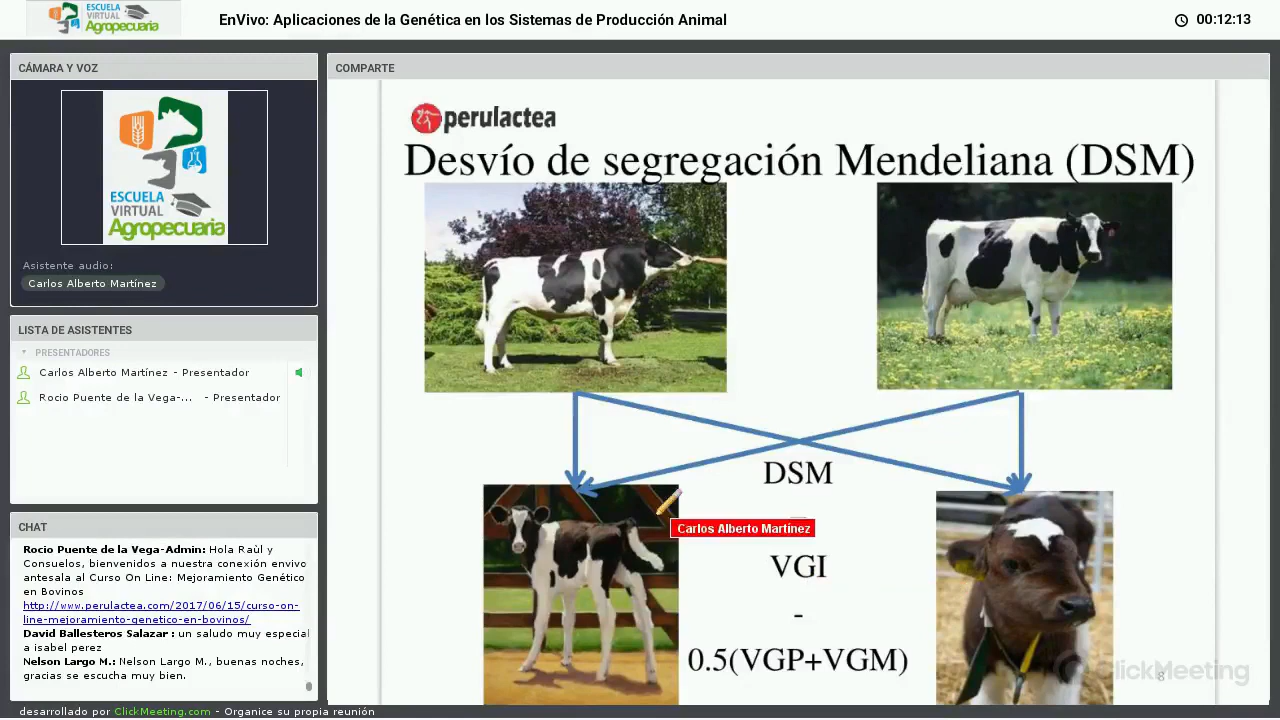 ESCUELA
VIRTUAL
Agropecuaria
EnVivo: Aplicaciones de la Genética en los Sistemas de Producción Animal
00:12:13
CÁMARA Y VOZ
ESCUELA
VIRTUAL
Agropecuaria
Asistente audio:
Carlos Alberto Martínez
LISTA DE ASISTENTES
PRESENTADORES
Carlos Alberto Martínez - Presentador
Rocio Puente de la Vega-... - Presentador
CHAT
Rocio Puente de la Vega-Admin: Hola Raùl y
Consuelos, bienvenidos a nuestra conexión envivo
antesala al Curso On Line: Mejoramiento Genético
en Bovinos
http://www.perulactea.com/2017/06/15/curso-on-
line-mejoramiento-genetico-en-bovinos/
David Ballesteros Salazar : un saludo muy especial
a isabel perez
Nelson Largo M.: Nelson Largo M., buenas noches,
gracias se escucha muy bien.
COMPARTE
perulactea
Desvío de segregación Mendeliana (DSM)
DSM
Carlos Alberto Martínez
VGI
-
0.5(VGP+VGM)
ClickMeeting
8
desarrollado por ClickMeeting.com - Organice su propia reunión